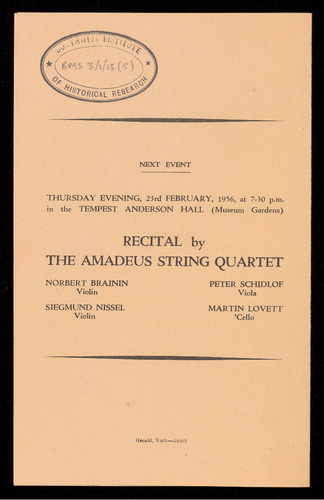 BORTHWICK INSTITUTE
BMS 3/1/15(5)
OF HISTORICAL RESEARCH
NEXT EVENT
THURSDAY EVENING, 23rd FEBRUARY, 1956, at 7-30 p.m.
in the TEMPEST ANDERSON HALL (Museum Gardens)
RECITAL by
THE AMADEUS STRING QUARTET
NORBERT BRAININ
Violin
PETER SCHIDLOF
Viola
SIEGMUND NISSEL
Violin
MARTIN LOVETT
'Cello
Herald, York—